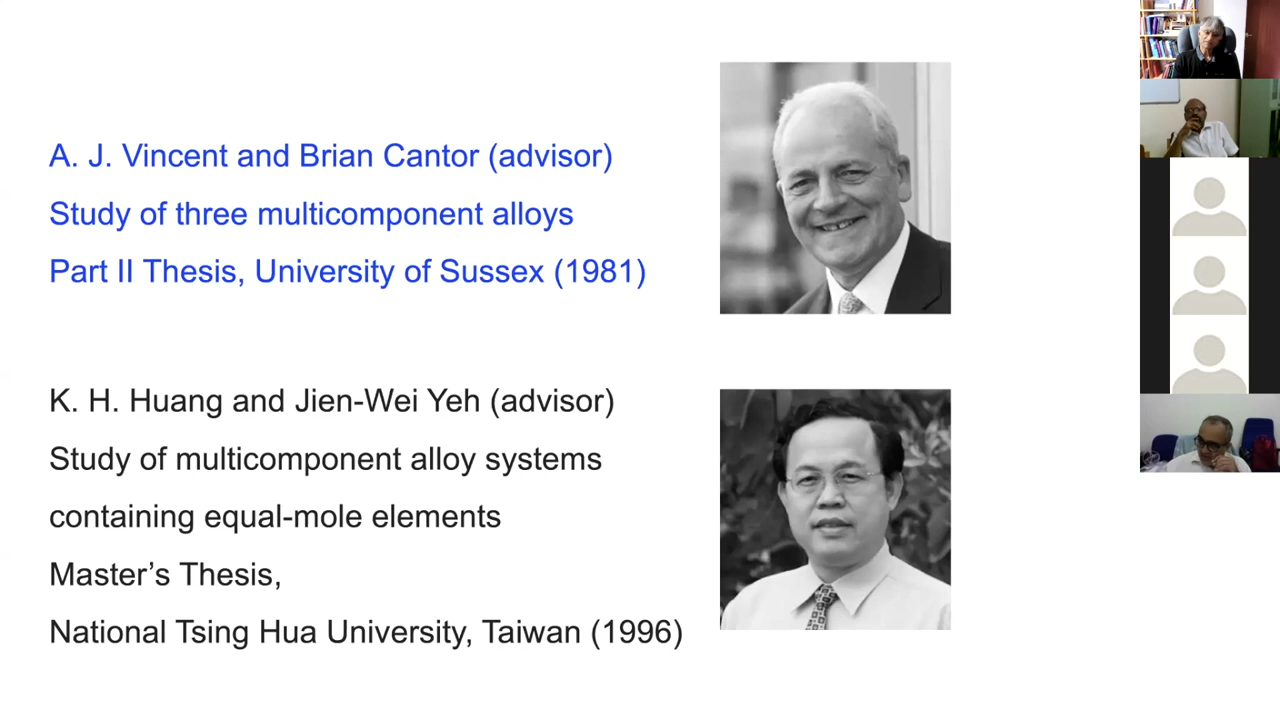 A. J. Vincent and Brian Cantor (advisor)
Study of three multicomponent alloys
Part II Thesis, University of Sussex (1981)
K. H. Huang and Jien-Wei Yeh (advisor)
Study of multicomponent alloy systems
containing equal-mole elements
Master’s Thesis,
National Tsing Hua University, Taiwan (1996)